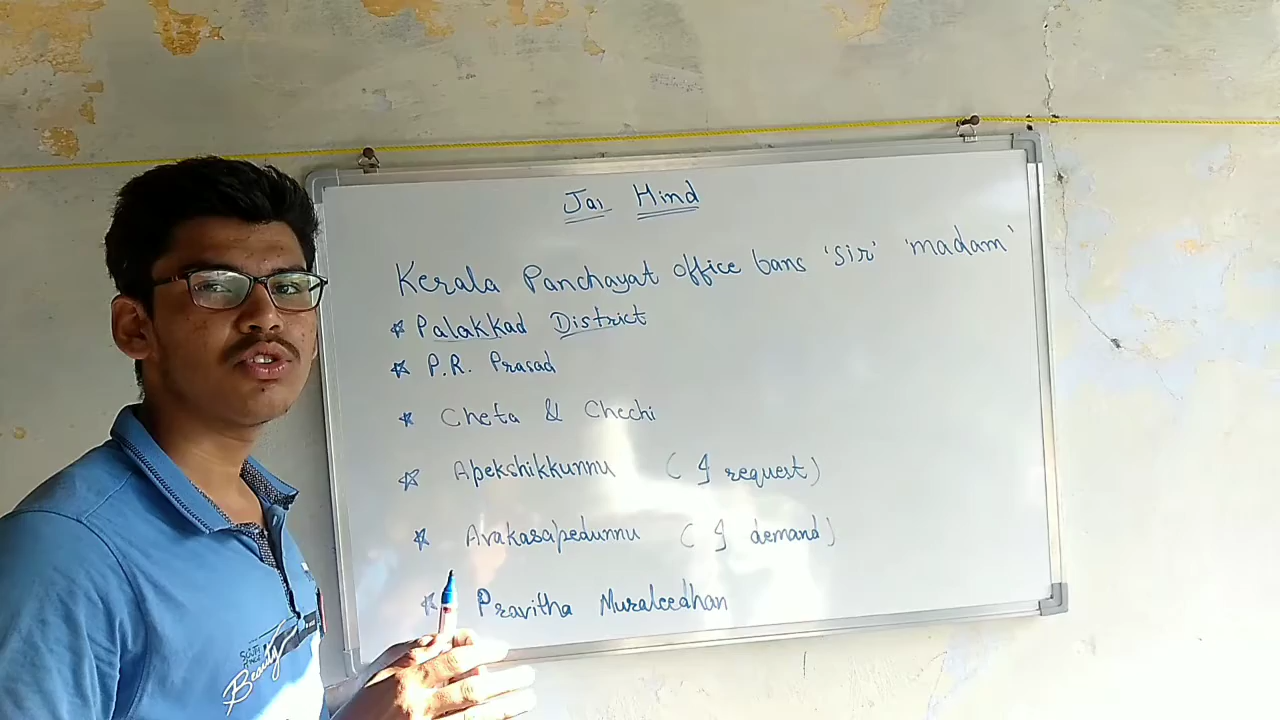 Jai Hind
Kerala Panchayat office bans 'sir' 'madam'
* Palakkad District
* P.R. Prasad
* Cheta & Chechi
* Apekshikkunnu ( I request )
* Avakasapedunnu ( I demand )
* Pravitha Muraleedhan
Beauty